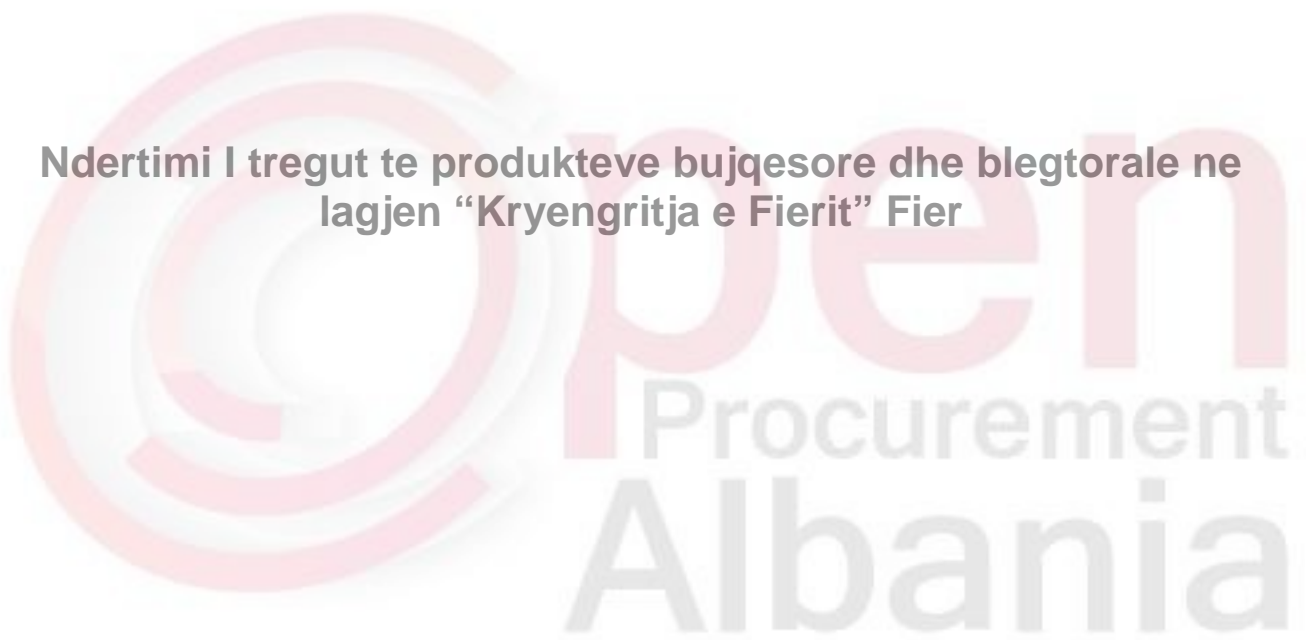 Ndertimi I tregut te produkteve bujqesore dhe blegtorale ne
lagjen “Kryengritja e Fierit” Fier
Open
Procurement
Albania